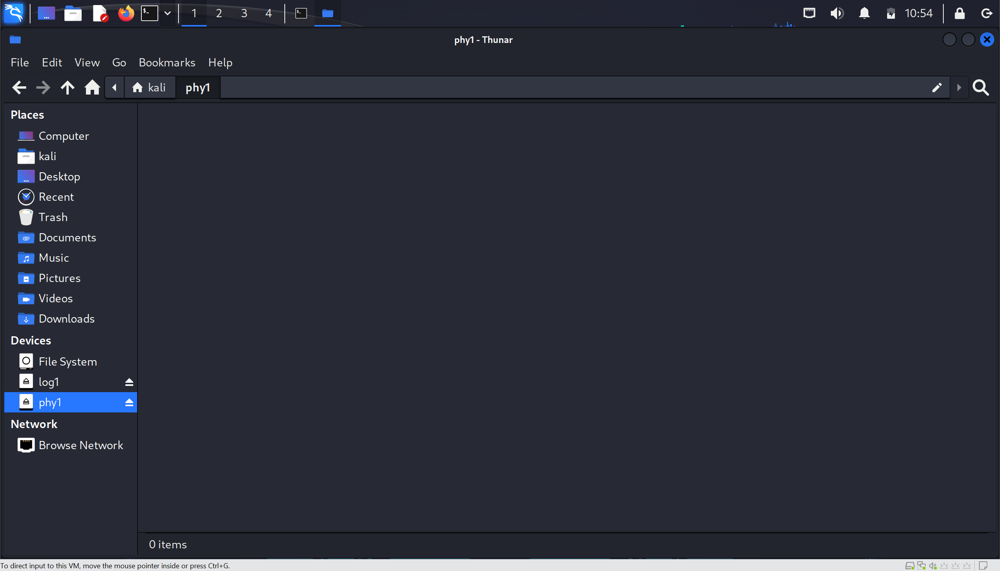 1 2 3 4 10:54
phy1 - Thunar
File Edit View Go Bookmarks Help
kali phy1
Places
Computer
kali
Desktop
Recent
Trash
Documents
Music
Pictures
Videos
Downloads
Devices
File System
log1
phy1
Network
Browse Network
0 items
To direct input to this VM, move the mouse pointer inside or press Ctrl+G.